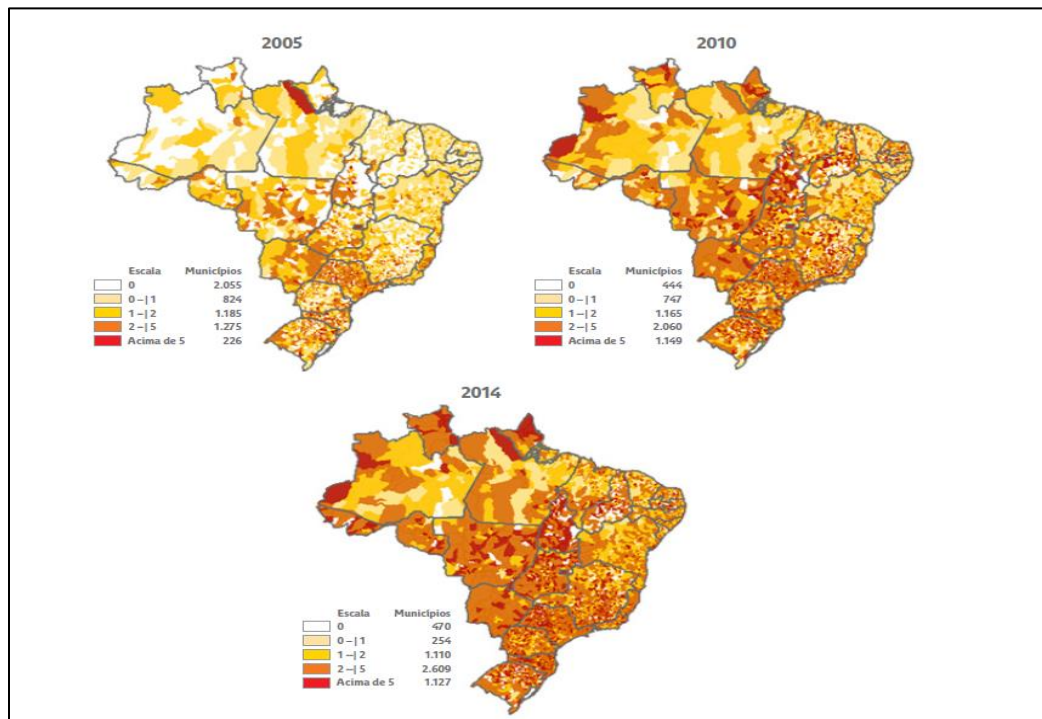 2005
2010
Escala Municípios
0 2.055
0 –| 1 824
1 –| 2 1.185
2 –| 5 1.275
Acima de 5 226
Escala Municípios
0 444
0 –| 1 747
1 –| 2 1.165
2 –| 5 2.060
Acima de 5 1.149
2014
Escala Municípios
0 470
0 –| 1 254
1 –| 2 1.110
2 –| 5 2.609
Acima de 5 1.127